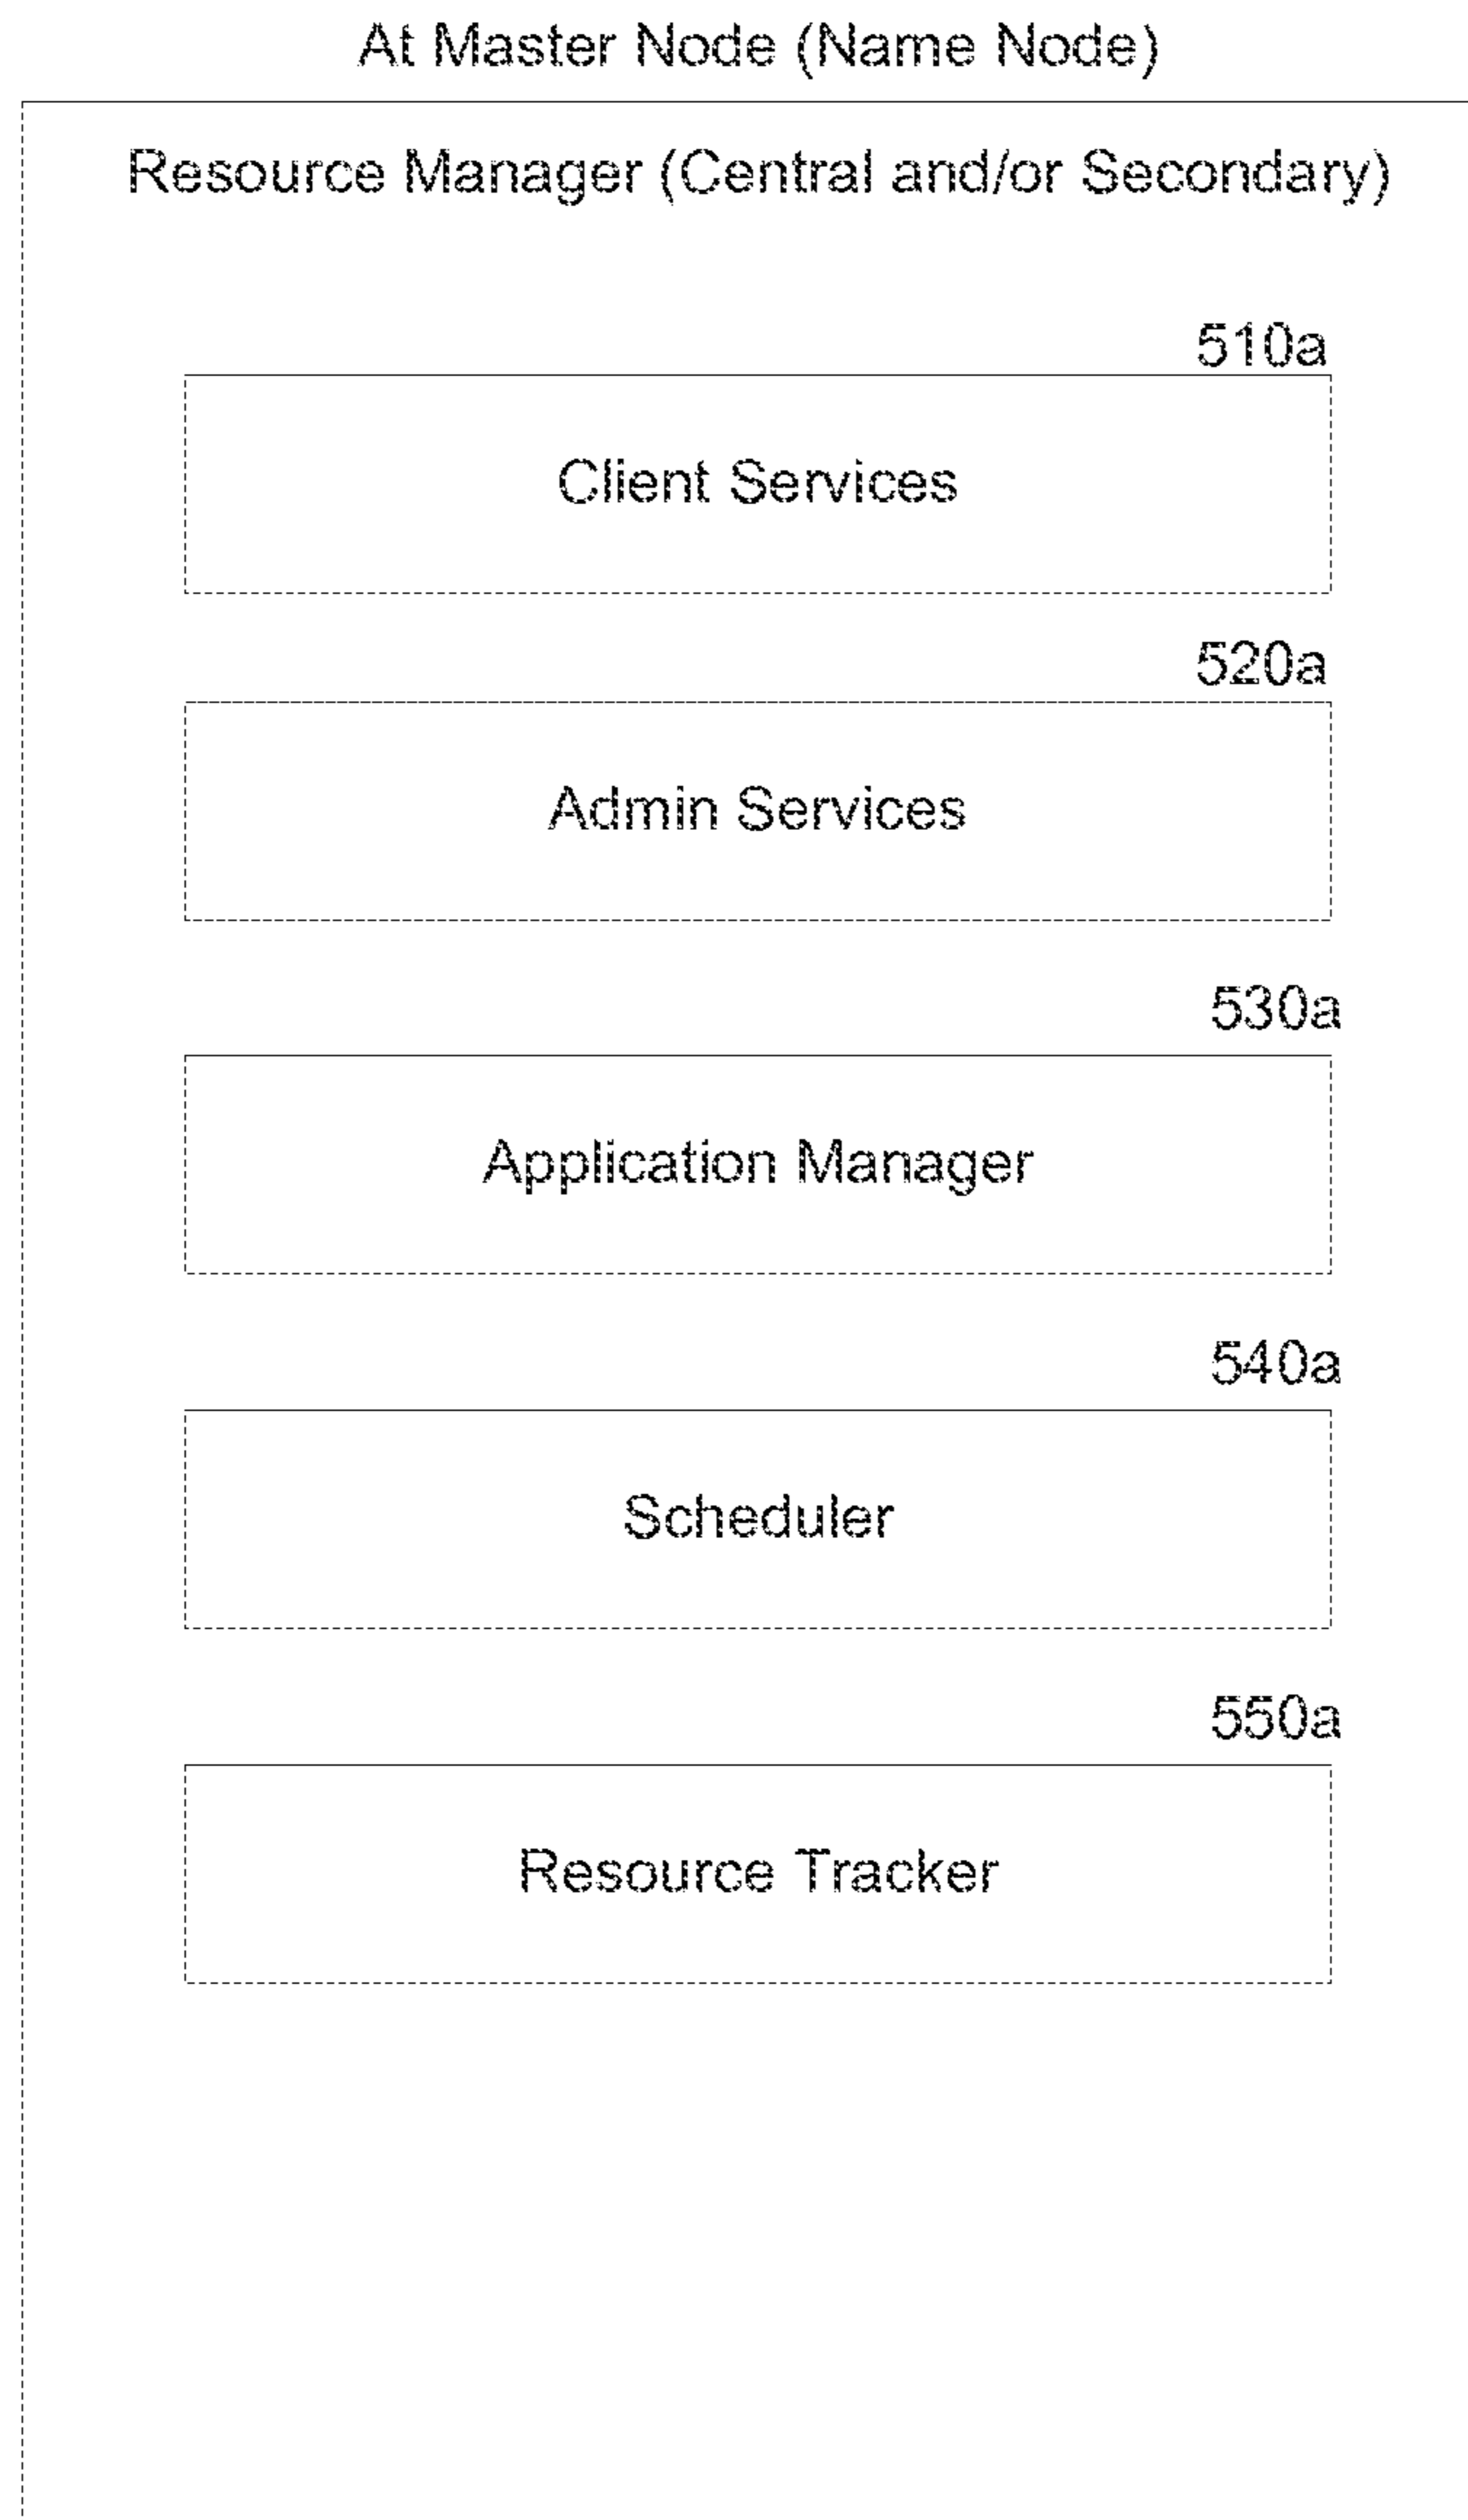 At Master Node (Name Node)
Resource Manager (Central and/or Secondary)
510a
Client Services
520a
Admin Services
530a
Application Manager
540a
Scheduler
550a
Resource Tracker